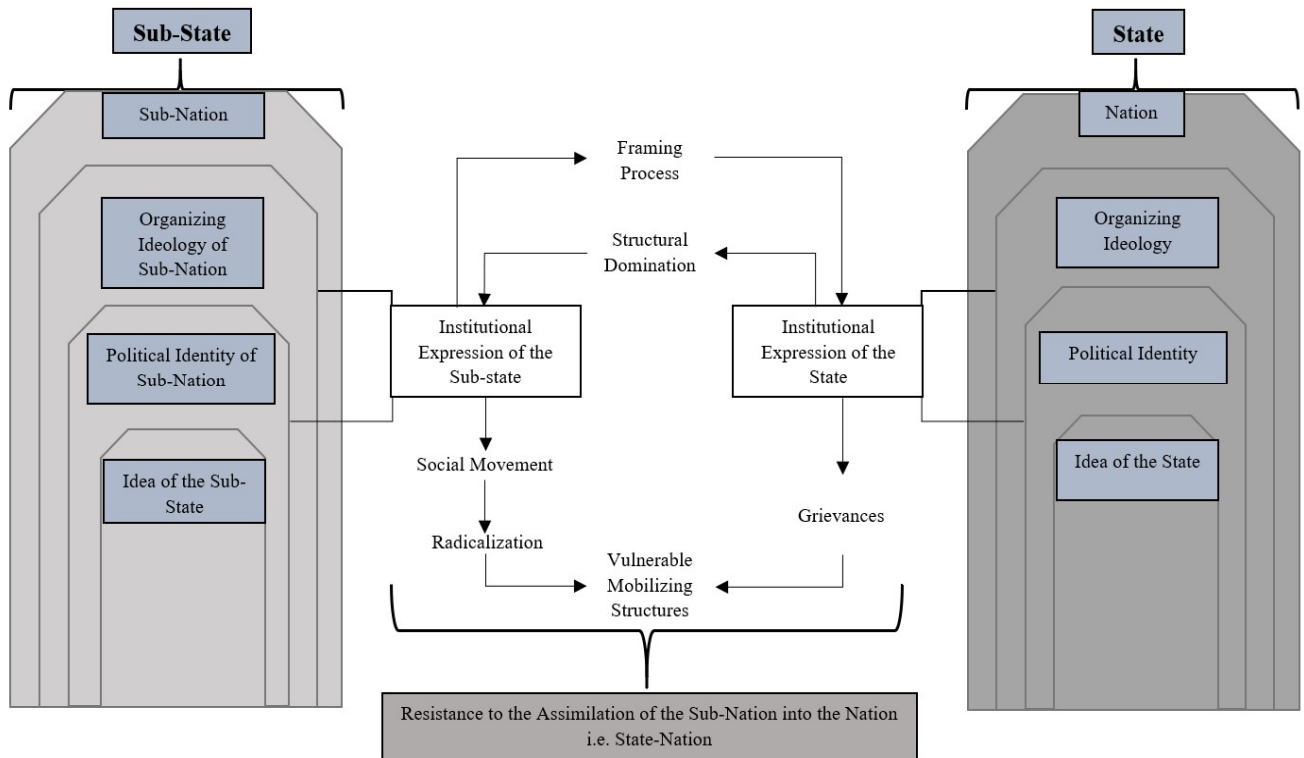 Sub-State
State
Sub-Nation
Nation
Framing
Process
Organizing
Ideology of
Sub-Nation
Organizing
Ideology
Structural
Domination
Institutional
Expression of the
Sub-state
Institutional
Expression of the
State
Political Identity of
Sub-Nation
Political Identity
Idea of the Sub-
State
Idea of the State
Social Movement
Grievances
Radicalization
Vulnerable
Mobilizing
Structures
Resistance to the Assimilation of the Sub-Nation into the Nation
i.e. State-Nation